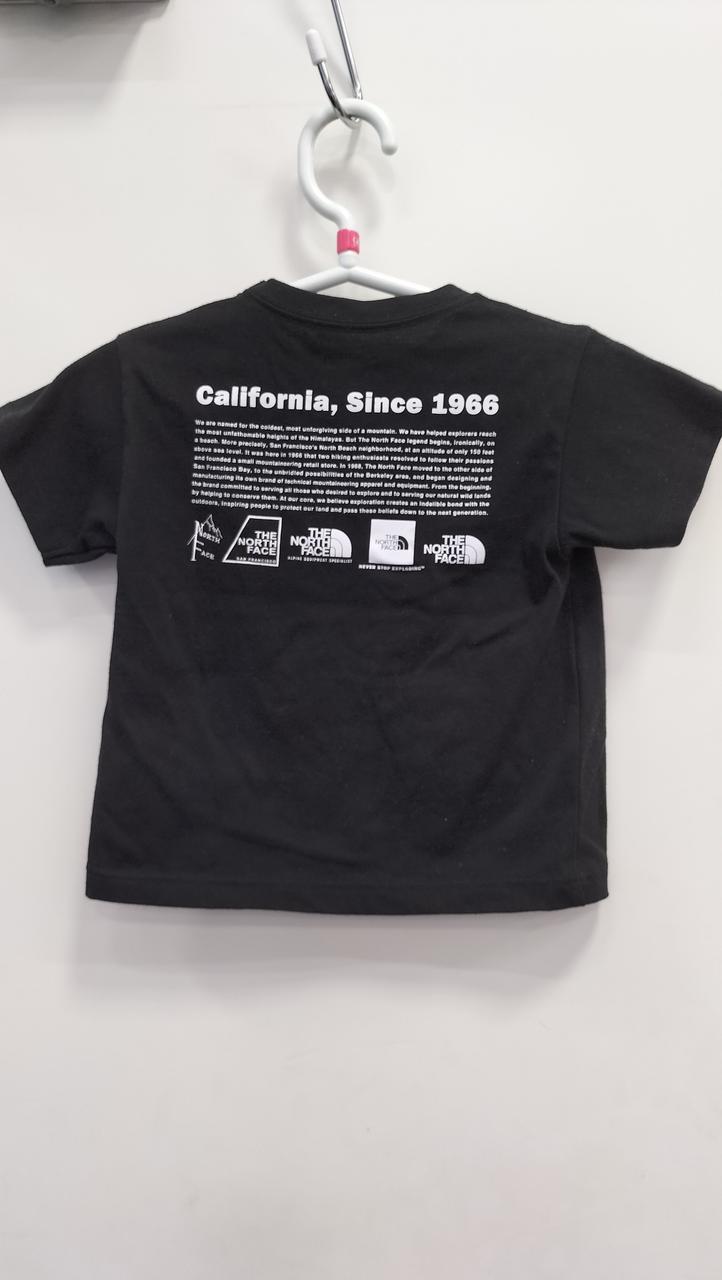 California, Since 1966
We are named for the coldest, most unforgiving side of a mountain. We have helped explorers reach
the most unfathomable heights of the Himalayas. But The North Face legend begins, ironically, on
a beach. More precisely, San Francisco's North Beach neighborhood, at an altitude of only 150 feet
above sea level. It was here in 1966 that two hiking enthusiasts resolved to follow their passions
and founded a small mountaineering retail store. In 1968, The North Face moved to the other side of
San Francisco Bay, to the unbridled possibilities of the Berkeley area, and began designing and
manufacturing its own brand of technical mountaineering apparel and equipment. From the beginning,
the brand committed to serving all those who desired to explore and to serving our natural wild lands
by helping to conserve them. At our core, we believe exploration creates an indelible bond with the
outdoors, inspiring people to protect our land and pass these beliefs down to the next generation.
The
North
Face
THE
NORTH
FACE
SAN FRANCISCO
THE
NORTH
FACE
ALPINE EQUIPMENT SPECIALIST
THE
NORTH
FACE
NEVER STOP EXPLORING™
THE
NORTH
FACE